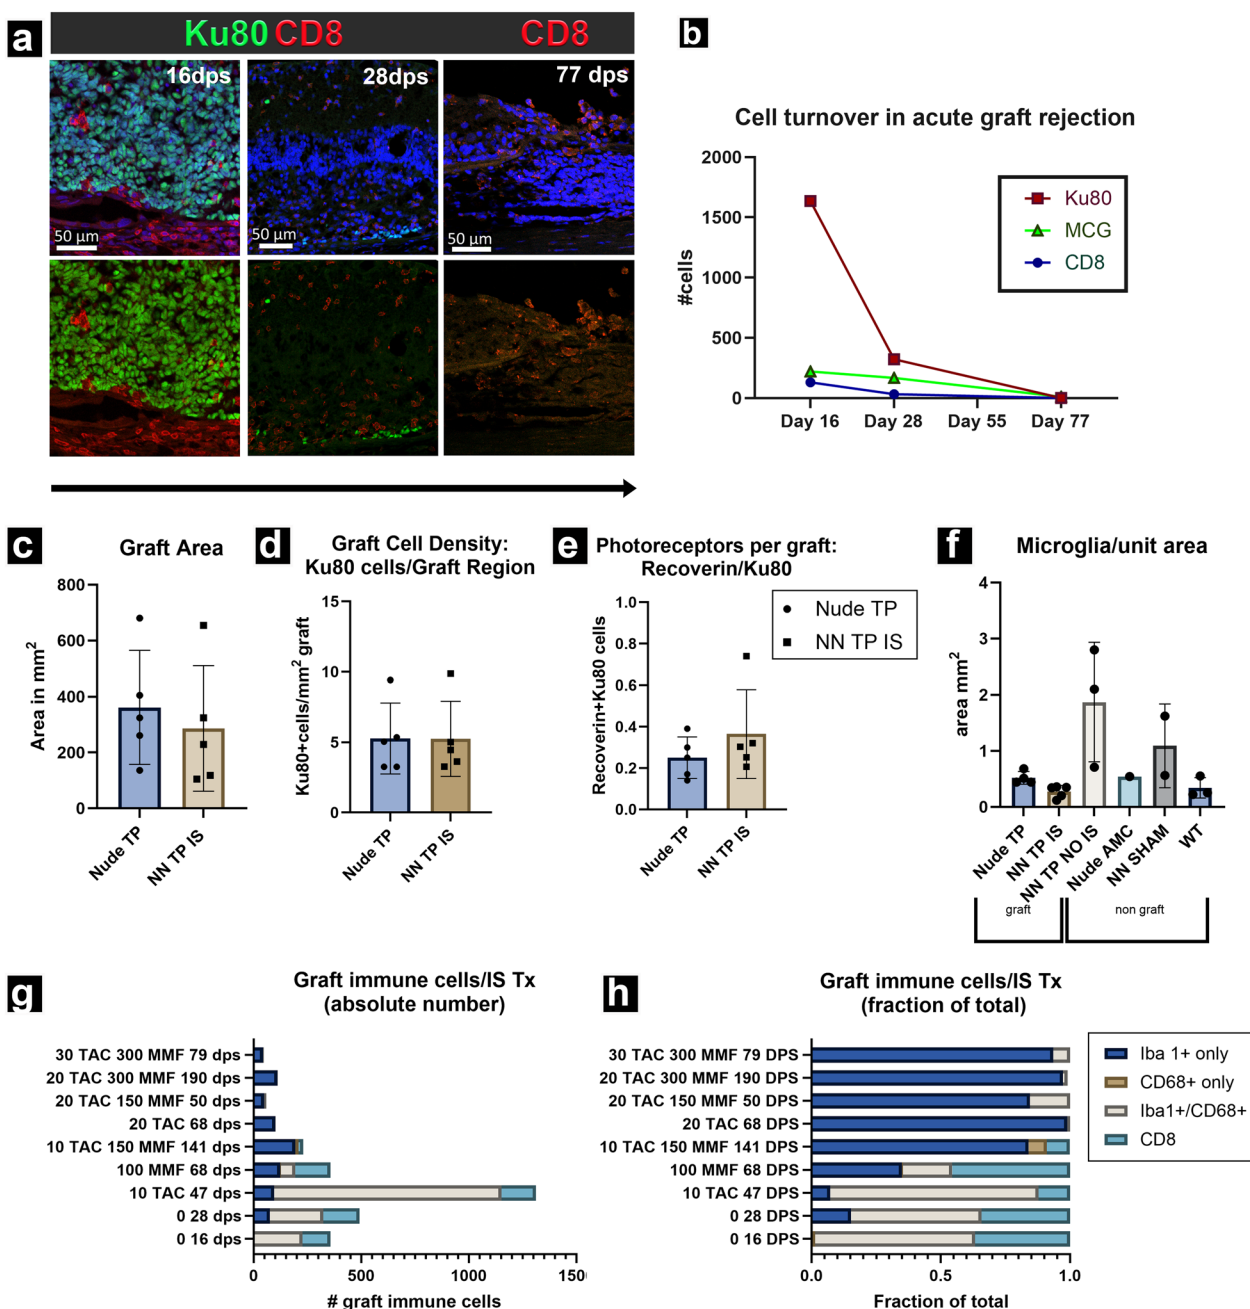 a
Ku80 CD8
CD8
16dps
28dps
77 dps
50 μm
50 μm
50 μm
b
Cell turnover in acute graft rejection
2000
1500
1000
500
0
#cells
Day 16
Day 28
Day 55
Day 77
Ku80
MCG
CD8
c
Graft Area
800
600
400
200
0
Area in mm2
Nude TP
NN TP IS
d
Graft Cell Density:
Ku80 cells/Graft Region
15
10
5
0
Ku80+cells/mm2 graft
Nude TP
NN TP IS
e
Photoreceptors per graft:
Recoverin/Ku80
1.0
0.8
0.6
0.4
0.2
0.0
Recoverin+Ku80 cells
Nude TP
NN TP IS
Nude TP
NN TP IS
f
Microglia/unit area
4
3
2
1
0
area mm2
Nude TP
NN TP IS
NN TP NO IS
Nude AMC
NN SHAM
WT
graft
non graft
g
Graft immune cells/IS Tx
(absolute number)
30 TAC 300 MMF 79 dps
20 TAC 300 MMF 190 dps
20 TAC 150 MMF 50 dps
20 TAC 68 dps
10 TAC 150 MMF 141 dps
100 MMF 68 dps
10 TAC 47 dps
0 28 dps
0 16 dps
0
500
1000
150
# graft immune cells
h
Graft immune cells/IS Tx
(fraction of total)
30 TAC 300 MMF 79 DPS
20 TAC 300 MMF 190 DPS
20 TAC 150 MMF 50 DPS
20 TAC 68 DPS
10 TAC 150 MMF 141 DPS
100 MMF 68 DPS
10 TAC 47 DPS
0 28 DPS
0 16 DPS
0.0
0.5
1.0
Fraction of total
Iba 1+ only
CD68+ only
Iba1+/CD68+
CD8